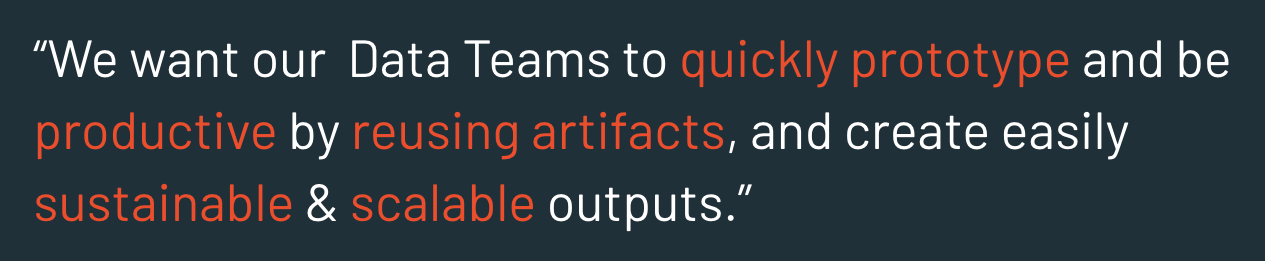 “We want our  Data Teams to quickly prototype and be
productive by reusing artifacts, and create easily
sustainable & scalable outputs.”